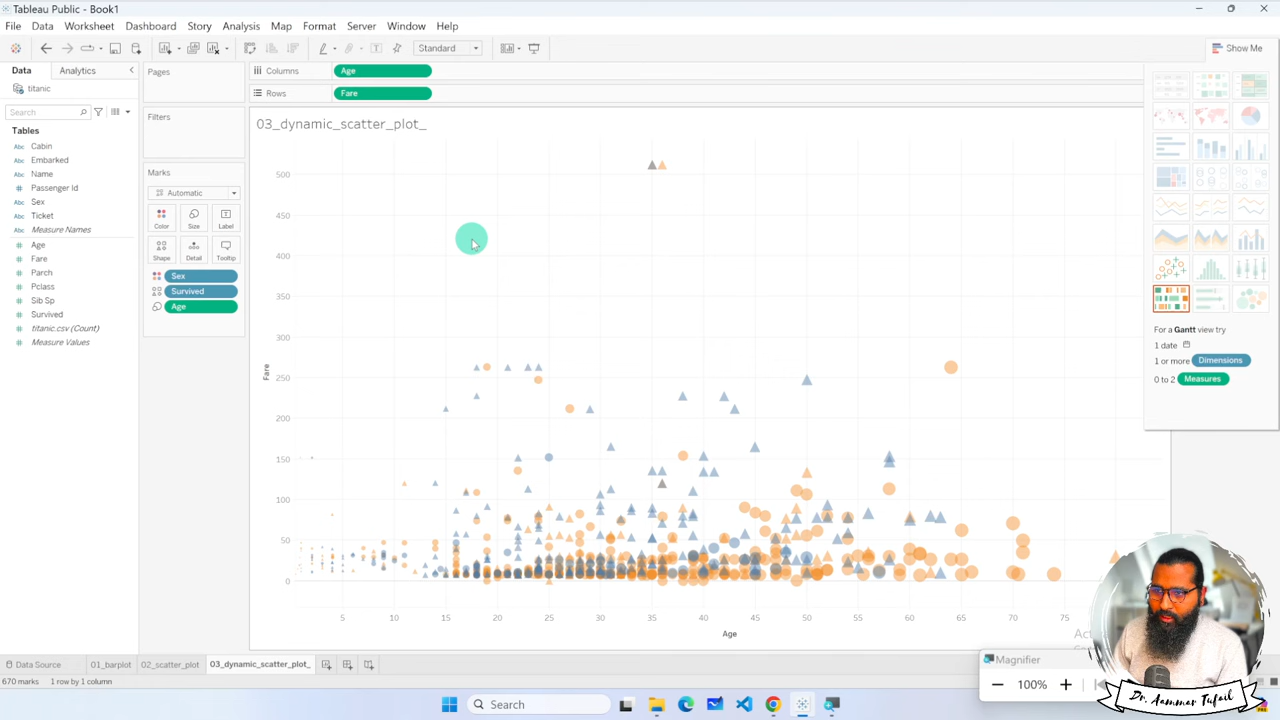 Tableau Public - Book1
File Data Worksheet Dashboard Story Analysis Map Format Server Window Help
Standard
Show Me
Data Analytics
titanic
Search
Tables
Abc Cabin
Abc Embarked
Abc Name
# Passenger Id
Abc Sex
Abc Ticket
Abc Measure Names
# Age
# Fare
# Parch
# Pclass
# Sib Sp
# Survived
# titanic.csv (Count)
# Measure Values
Pages
Filters
Marks
Automatic
Color Size Label
Shape Detail Tooltip
Sex
Survived
Age
Columns Age
Rows Fare
03_dynamic_scatter_plot_
500
450
400
350
300
250
200
150
100
50
0
Fare
5 10 15 20 25 30 35 40 45 50 55 60 65 70 75
Age
For a Gantt view try
1 date
1 or more Dimensions
0 to 2 Measures
Data Source 01_barplot 02_scatter_plot 03_dynamic_scatter_plot_
670 marks 1 row by 1 column
Magnifier
100%
Search
Dr. Aammar Tufail